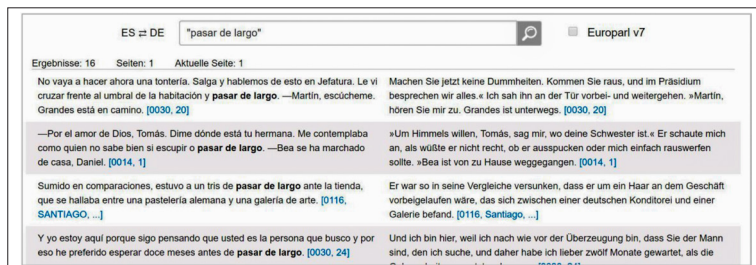 ES ⇄ DE "pasar de largo" Europarl v7
Ergebnisse: 16 Seiten: 1 Aktuelle Seite: 1
No vaya a hacer ahora una tontería. Salga y hablemos de esto en Jefatura. Le vi
cruzar frente al umbral de la habitación y pasar de largo. —Martín, escúcheme.
Grandes está en camino. [0030, 20]
Machen Sie jetzt keine Dummheiten. Kommen Sie raus, und im Präsidium
besprechen wir alles.« Ich sah ihn an der Tür vorbei- und weitergehen. »Martín,
hören Sie mir zu. Grandes ist unterwegs. [0030, 20]
—Por el amor de Dios, Tomás. Dime dónde está tu hermana. Me contemplaba
como quien no sabe bien si escupir o pasar de largo. —Bea se ha marchado
de casa, Daniel. [0014, 1]
»Um Himmels willen, Tomás, sag mir, wo deine Schwester ist.« Er schaute mich
an, als wüßte er nicht recht, ob er ausspucken oder mich einfach rauswerfen
sollte. »Bea ist von zu Hause weggegangen. [0014, 1]
Sumido en comparaciones, estuvo a un tris de pasar de largo ante la tienda,
que se hallaba entre una pastelería alemana y una galería de arte. [0116,
SANTIAGO, ...]
Er war so in seine Vergleiche versunken, dass er um ein Haar an dem Geschäft
vorbeigelaufen wäre, das sich zwischen einer deutschen Konditorei und einer
Galerie befand. [0116, Santiago, ...]
Y yo estoy aquí porque sigo pensando que usted es la persona que busco y por
eso he preferido esperar doce meses antes de pasar de largo. [0030, 24]
Und ich bin hier, weil ich nach wie vor der Überzeugung bin, dass Sie der Mann
sind, den ich suche, und daher habe ich lieber zwölf Monate gewartet, als die